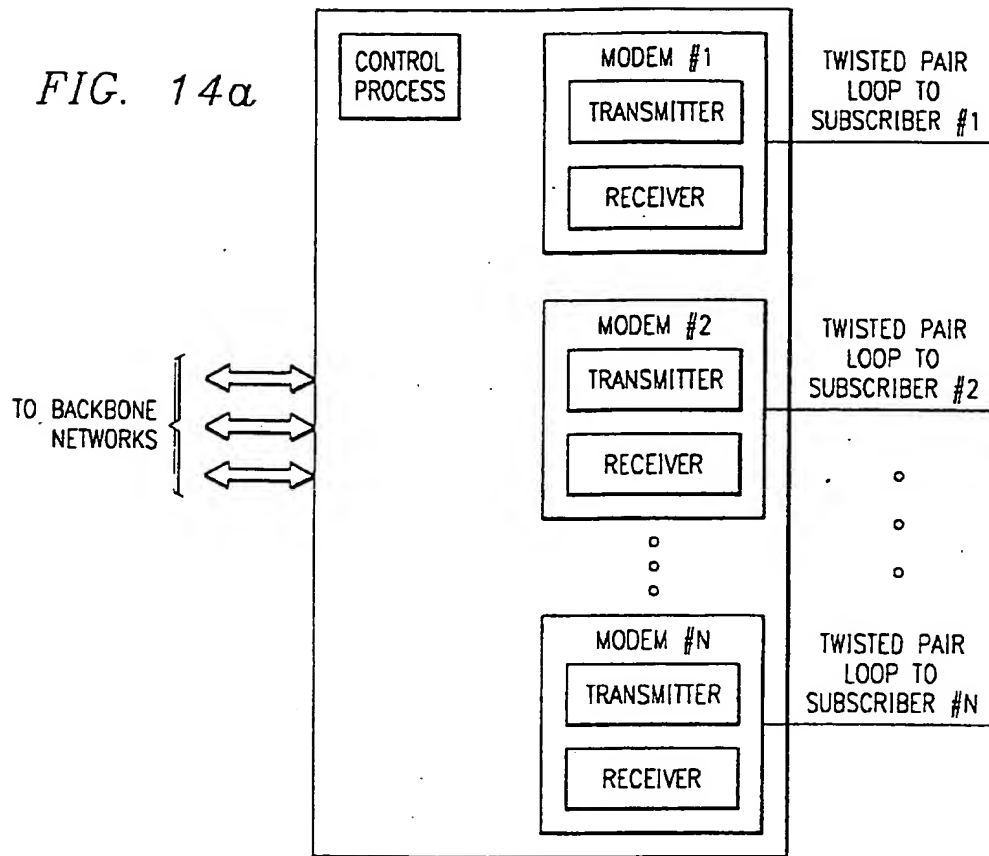 FIG. 14a
CONTROL
PROCESS
MODEM #1
TRANSMITTER
RECEIVER
TWISTED PAIR
LOOP TO
SUBSCRIBER #1
MODEM #2
TRANSMITTER
RECEIVER
TWISTED PAIR
LOOP TO
SUBSCRIBER #2
TO BACKBONE
NETWORKS
MODEM #N
TRANSMITTER
RECEIVER
TWISTED PAIR
LOOP TO
SUBSCRIBER #N